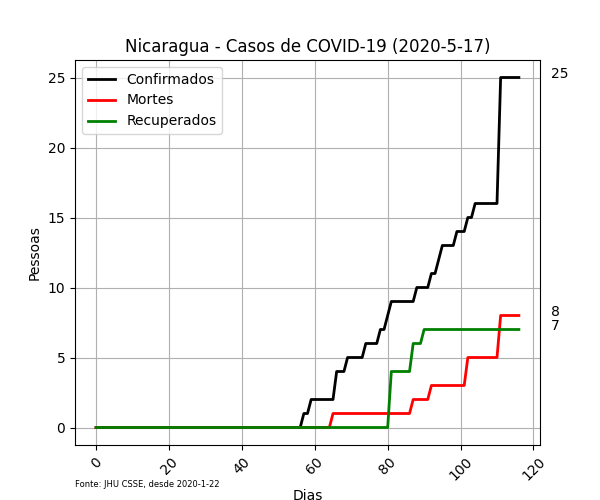 Nicaragua - Casos de COVID-19 (2020-5-17)
Confirmados
Mortes
Recuperados
Pessoas
25
20
15
10
5
0
25
8
7
0
20
40
60
80
100
120
Fonte: JHU CSSE, desde 2020-1-22
Dias